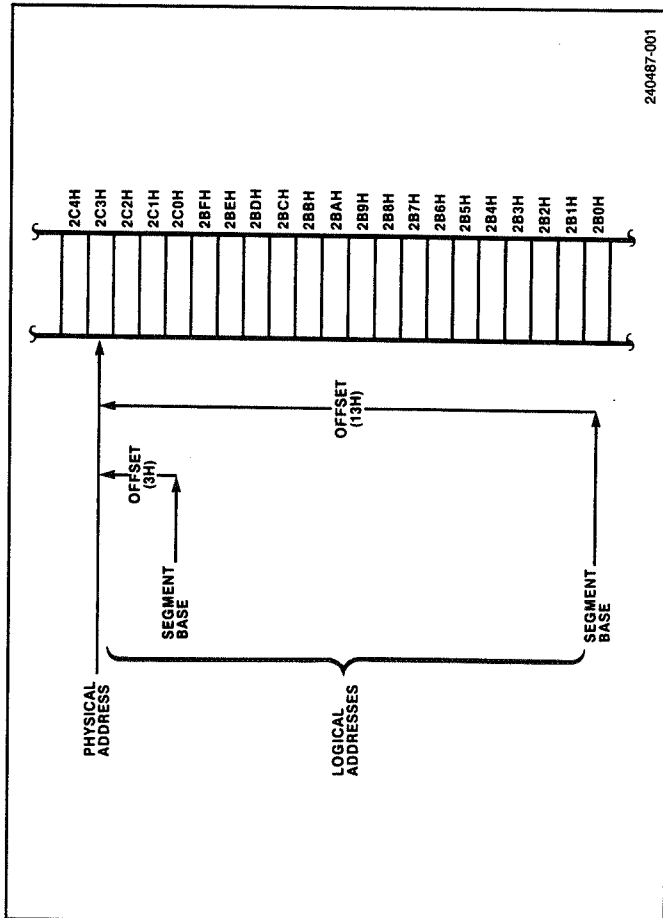 PHYSICAL
ADDRESS
LOGICAL
ADDRESSES
SEGMENT
BASE
OFFSET
(3H)
SEGMENT
BASE
OFFSET
(13H)
2C4H
2C3H
2C2H
2C1H
2C0H
2BFH
2BEH
2BDH
2BCH
2BBH
2BAH
2B9H
2B8H
2B7H
2B6H
2B5H
2B4H
2B3H
2B2H
2B1H
2B0H
240487-001